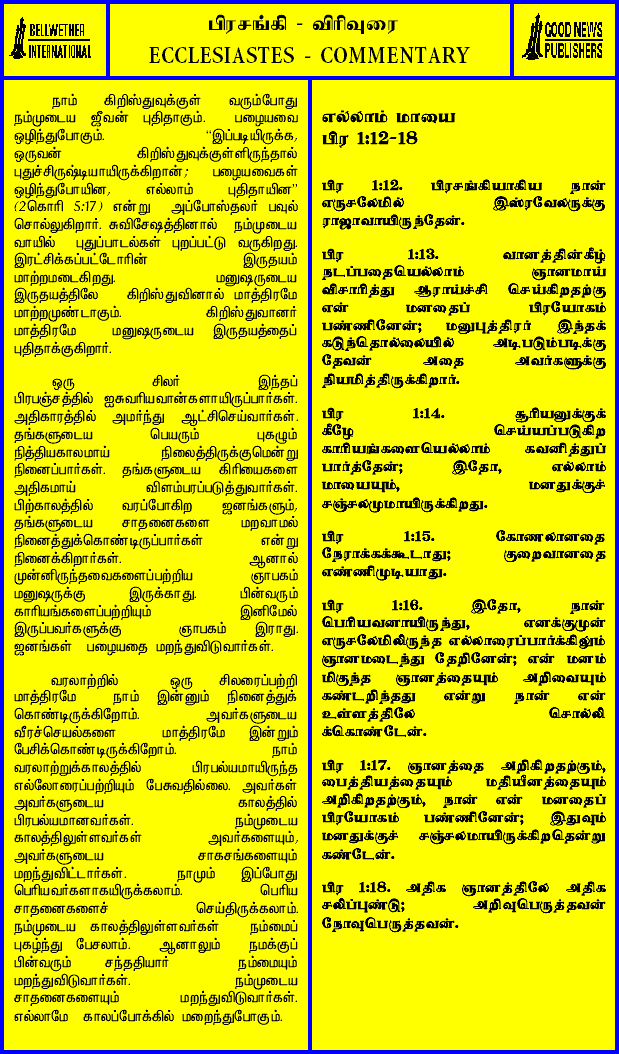 BELLWETHER
INTERNATIONAL
பிரசங்கி - விரிவுரை
ECCLESIASTES - COMMENTARY
GOOD NEWS
PUBLISHERS
நாம் கிறிஸ்துவுக்குள் வரும்போது
நம்முடைய ஜீவன் புதிதாகும். பழையவை
ஒழிந்துபோகும். "இப்படியிருக்க,
ஒருவன் கிறிஸ்துவுக்குள்ளிருந்தால்
புதுச்சிருஷ்டியாயிருக்கிறான்; பழையவைகள்
ஒழிந்துபோயின, எல்லாம் புதிதாயின"
(2கொரி 5:17) என்று அப்போஸ்தலர் பவுல்
சொல்லுகிறார். சுவிசேஷத்தினால் நம்முடைய
வாயில் புதுப்பாடல்கள் புறப்பட்டு வருகிறது.
இரட்சிக்கப்பட்டோரின் இருதயம்
மாற்றமடைகிறது. மனுஷருடைய
இருதயத்திலே கிறிஸ்துவினால் மாத்திரமே
மாற்றமுண்டாகும். கிறிஸ்துவானர்
மாத்திரமே மனுஷருடைய இருதயத்தைப்
புதிதாக்குகிறார்.
ஒரு சிலர் இந்தப்
பிரபஞ்சத்தில் ஐசுவரியவான்களாயிருப்பார்கள்.
அதிகாரத்தில் அமர்ந்து ஆட்சிசெய்வார்கள்.
தங்களுடைய பெயரும் புகழும்
நித்தியகாலமாய் நிலைத்திருக்குமென்று
நினைப்பார்கள். தங்களுடைய கிரியைகளை
அதிகமாய் விளம்பரப்படுத்துவார்கள்.
பிற்காலத்தில் வரப்போகிற ஜனங்களும்,
தங்களுடைய சாதனைகளை மறவாமல்
நினைத்துக்கொண்டிருப்பார்கள் என்று
நினைக்கிறார்கள். ஆனால்
முன்னிருந்தவைகளைப்பற்றிய ஞாபகம்
மனுஷருக்கு இருக்காது. பின்வரும்
காரியங்களைப்பற்றியும் இனிமேல்
இருப்பவர்களுக்கு ஞாபகம் இராது.
ஜனங்கள் பழையதை மறந்துவிடுவார்கள்.
வரலாற்றில் ஒரு சிலரைப்பற்றி
மாத்திரமே நாம் இன்னும் நினைத்துக்
கொண்டிருக்கிறோம். அவர்களுடைய
வீரச்செயல்களை மாத்திரமே இன்றும்
பேசிக்கொண்டிருக்கிறோம். நாம்
வரலாற்றுக்காலத்தில் பிரபல்யமாயிருந்த
எல்லோரைப்பற்றியும் பேசுவதில்லை. அவர்கள்
அவர்களுடைய காலத்தில்
பிரபல்யமானவர்கள். நம்முடைய
காலத்திலுள்ளவர்கள் அவர்களையும்,
அவர்களுடைய சாகசங்களையும்
மறந்துவிட்டார்கள். நாமும் இப்போது
பெரியவர்களாகயிருக்கலாம். பெரிய
சாதனைகளைச் செய்திருக்கலாம்.
நம்முடைய காலத்திலுள்ளவர்கள் நம்மைப்
புகழ்ந்து பேசலாம். ஆனாலும் நமக்குப்
பின்வரும் சந்ததியார் நம்மையும்
மறந்துவிடுவார்கள். நம்முடைய
சாதனைகளையும் மறந்துவிடுவார்கள்.
எல்லாமே காலப்போக்கில் மறைந்துபோகும்.
எல்லாம் மாயை
பிர 1:12-18
பிர 1:12. பிரசங்கியாகிய நான்
எருசலேமில் இஸ்ரவேலருக்கு
ராஜாவாயிருந்தேன்.
பிர 1:13. வானத்தின்கீழ்
நடப்பதையெல்லாம் ஞானமாய்
விசாரித்து ஆராய்ச்சி செய்கிறதற்கு
என் மனதைப் பிரயோகம்
பண்ணினேன்; மனுபுத்திரர் இந்தக்
கடுந்தொல்லையில் அடிபடும்படிக்கு
தேவன் அதை அவர்களுக்கு
நியமித்திருக்கிறார்.
பிர 1:14. சூரியனுக்குக்
கீழே செய்யப்படுகிற
காரியங்களையெல்லாம் கவனித்துப்
பார்த்தேன்; இதோ, எல்லாம்
மாயையும், மனதுக்குச்
சஞ்சலமுமாயிருக்கிறது.
பிர 1:15. கோணலானதை
நேராக்கக்கூடாது; குறைவானதை
எண்ணிமுடியாது.
பிர 1:16. இதோ, நான்
பெரியவனாயிருந்து, எனக்குமுன்
எருசலேமிலிருந்த எல்லாரைப்பார்க்கிலும்
ஞானமடைந்து தேறினேன்; என் மனம்
மிகுந்த ஞானத்தையும் அறிவையும்
கண்டறிந்தது என்று நான் என்
உள்ளத்திலே சொல்லி
க்கொண்டேன்.
பிர 1:17. ஞானத்தை அறிகிறதற்கும்,
பைத்தியத்தையும் மதியீனத்தையும்
அறிகிறதற்கும், நான் என் மனதைப்
பிரயோகம் பண்ணினேன்; இதுவும்
மனதுக்குச் சஞ்சலமாயிருக்கிறதென்று
கண்டேன்.
பிர 1:18. அதிக ஞானத்திலே அதிக
சலிப்புண்டு; அறிவுபெருத்தவன்
நோவுபெருத்தவன்.